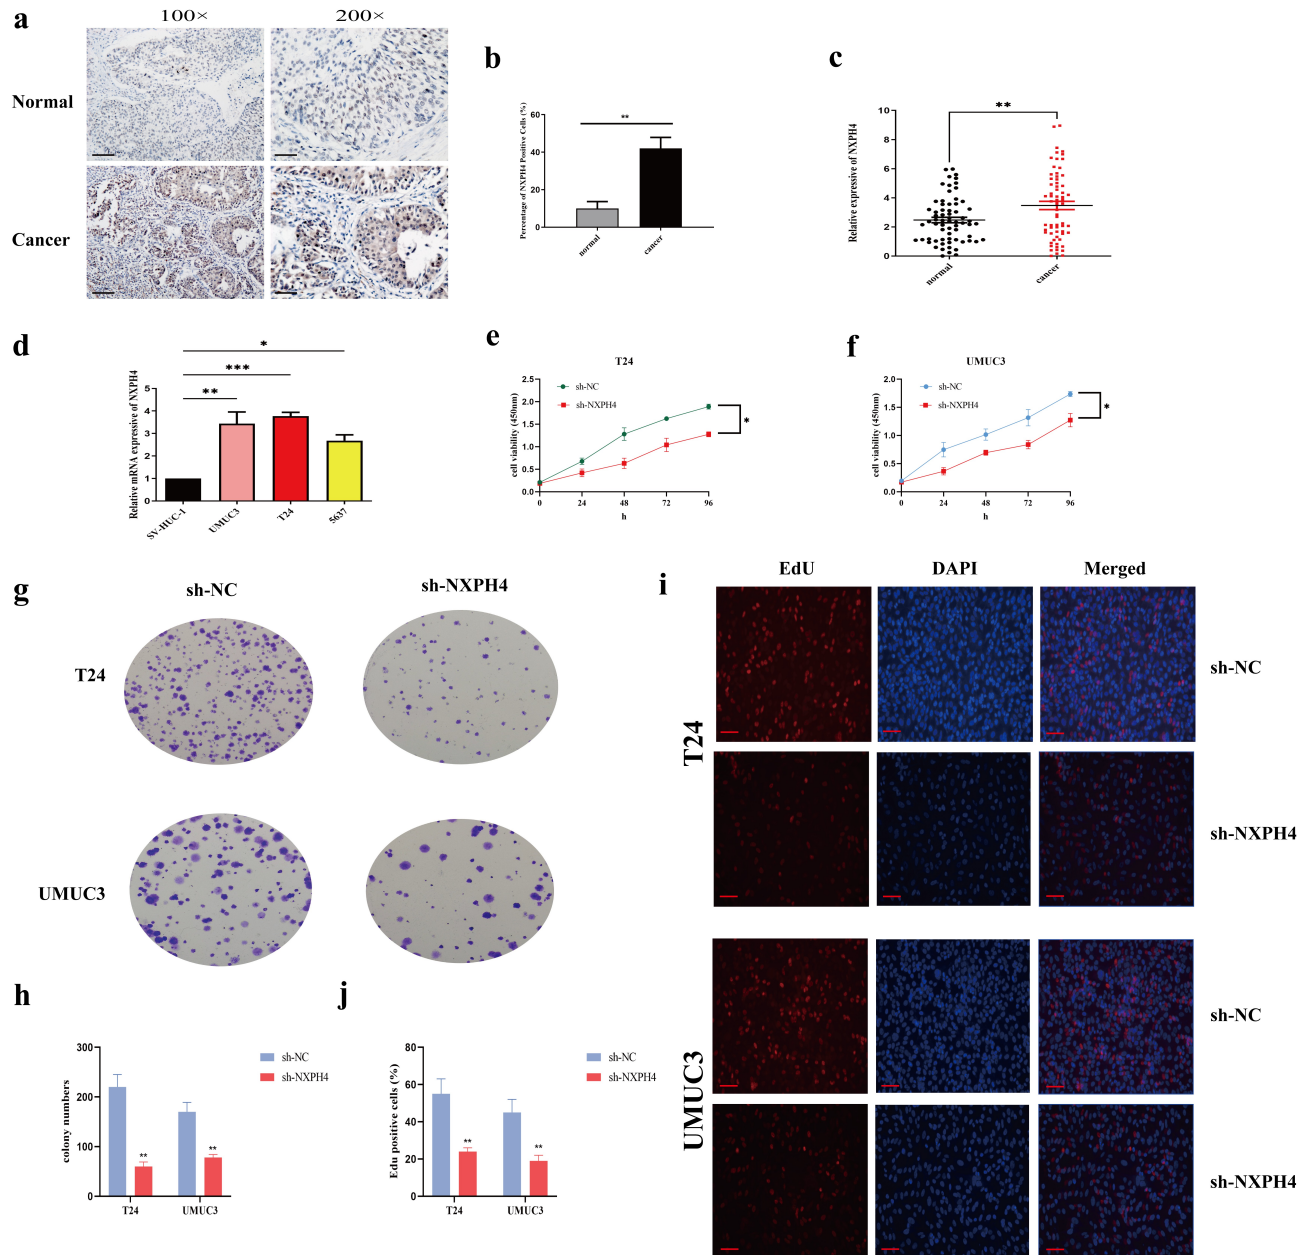 a
100×
200×
Normal
Cancer
b
Percentage of NXPH4 Positive Cells (%)
60
40
20
0
**
normal
cancer
c
Relative expressive of NXPH4
10
8
6
4
2
0
**
normal
cancer
d
Relative mRNA expressive of NXPH4
5
4
3
2
1
0
*
***
**
SV-HUC-1
UMUC3
T24
5637
e
T24
cell viability (450nm)
2.5
2.0
1.5
1.0
0.5
0.0
sh-NC
sh-NXPH4
*
0
24
48
72
96
h
f
UMUC3
cell viability (450nm)
2.0
1.5
1.0
0.5
0.0
sh-NC
sh-NXPH4
*
0
24
48
72
96
h
g
sh-NC
sh-NXPH4
T24
UMUC3
h
colony numbers
300
200
100
0
**
**
T24
UMUC3
sh-NC
sh-NXPH4
j
Edu positive cells (%)
80
60
40
20
0
**
**
T24
UMUC3
sh-NC
sh-NXPH4
i
EdU
DAPI
Merged
T24
sh-NC
sh-NXPH4
UMUC3
sh-NC
sh-NXPH4